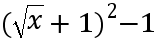 (√x + 1)²−1